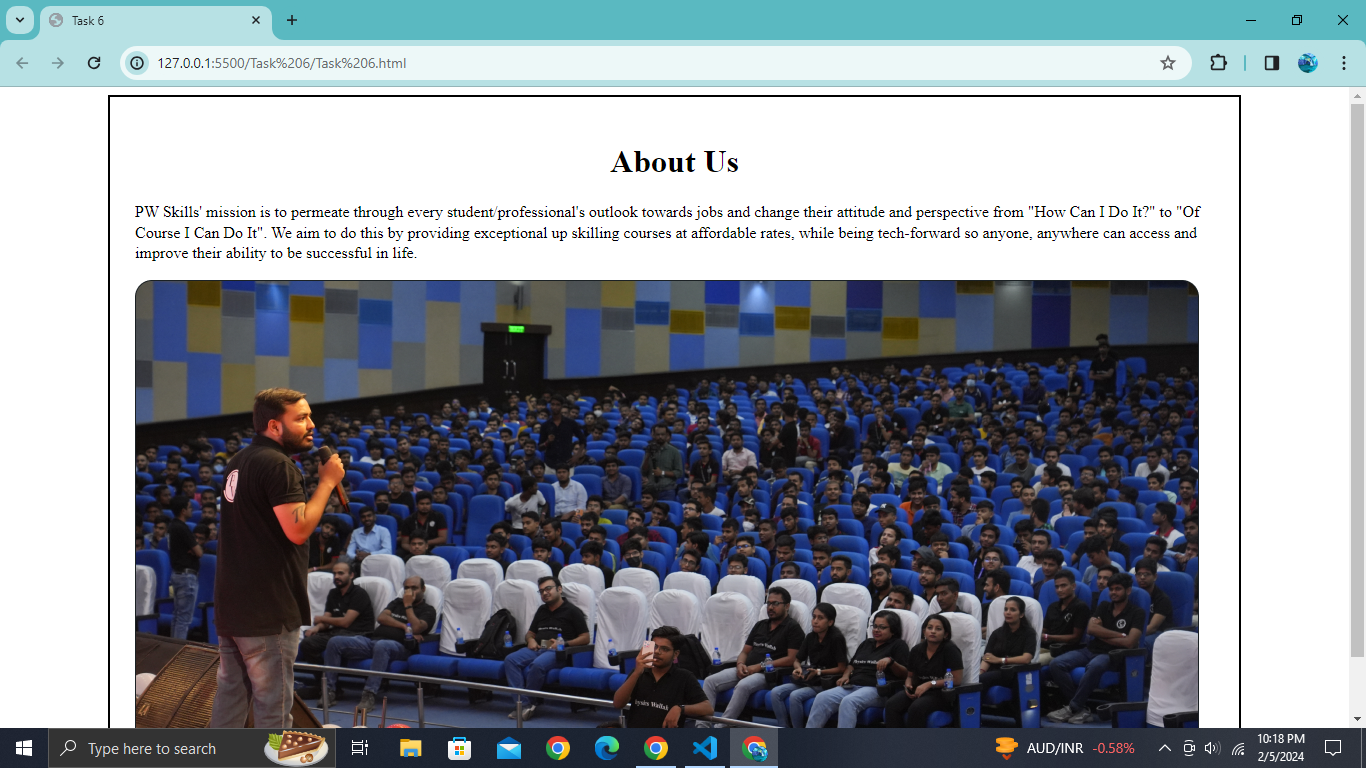 Task 6
127.0.0.1:5500/Task%206/Task%206.html
About Us
PW Skills' mission is to permeate through every student/professional's outlook towards jobs and change their attitude and perspective from "How Can I Do It?" to "Of
Course I Can Do It". We aim to do this by providing exceptional up skilling courses at affordable rates, while being tech-forward so anyone, anywhere can access and
improve their ability to be successful in life.
Physics Wallah
Type here to search
AUD/INR -0.58%
10:18 PM
2/5/2024